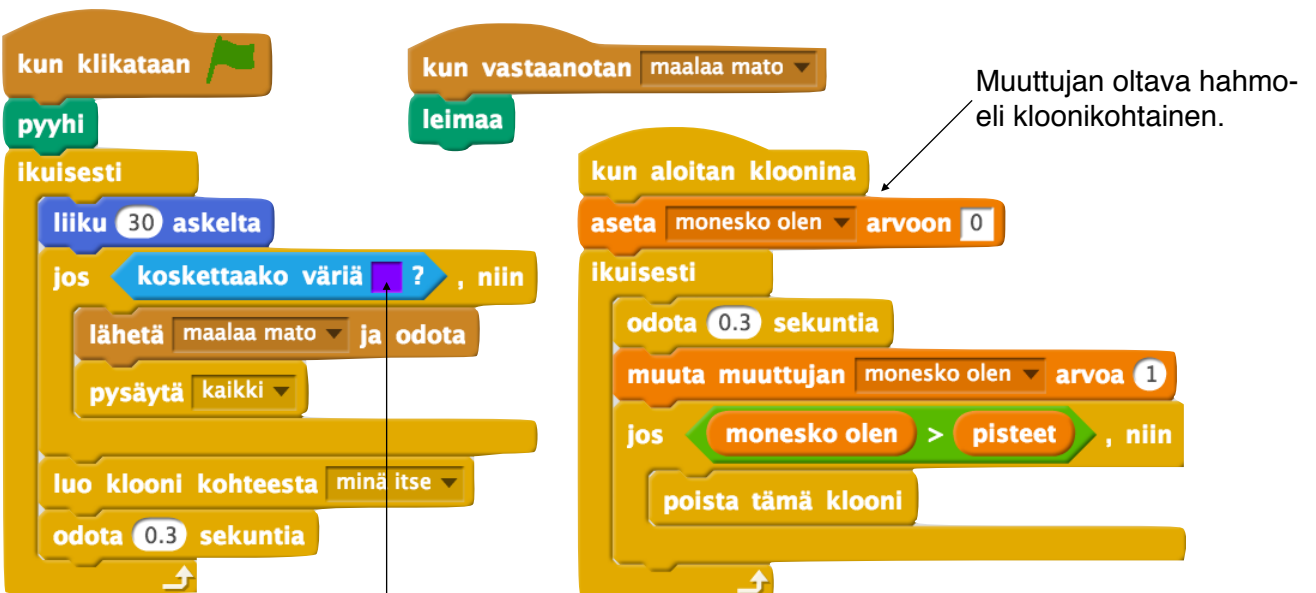 kun klikataan
pyyhi
ikuisesti
liiku 30 askelta
jos koskettaako väriä ? , niin
lähetä maalaa mato ja odota
pysäytä kaikki
luo klooni kohteesta minä itse
odota 0.3 sekuntia
kun vastaanotan maalaa mato
leimaa
Muuttujan oltava hahmo-
eli kloonikohtainen.
kun aloitan kloonina
aseta monesko olen arvoon 0
ikuisesti
odota 0.3 sekuntia
muuta muuttujan monesko olen arvoa 1
jos monesko olen > pisteet , niin
poista tämä klooni